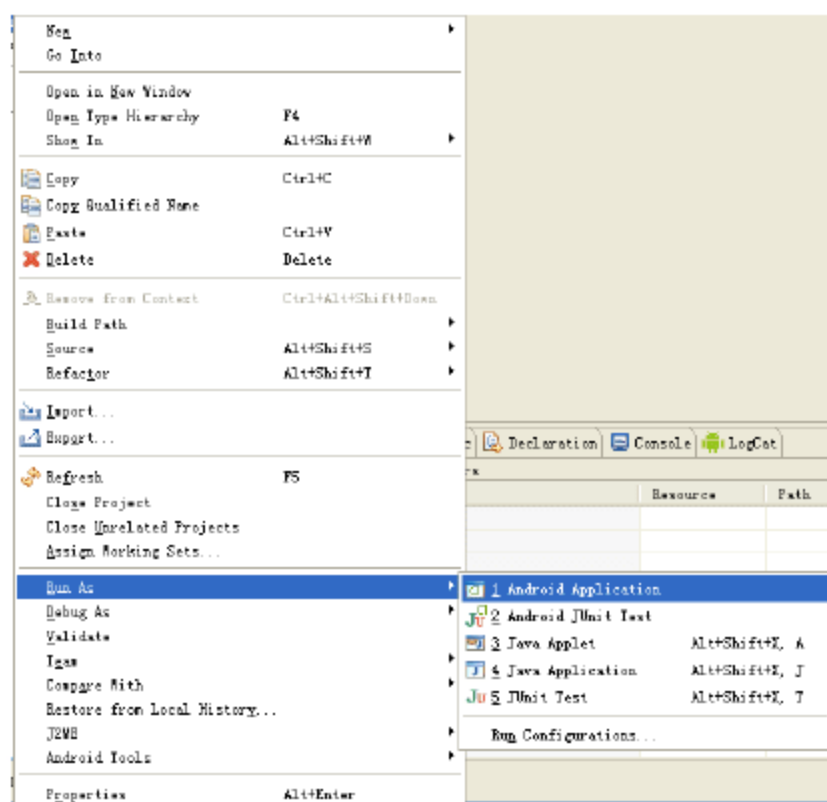 New
Go Into
Open in New Window
Open Type Hierarchy F4
Show In Alt+Shift+W
Copy Ctrl+C
Copy Qualified Name
Paste Ctrl+V
Delete Delete
Remove from Context Ctrl+Alt+Shift+Down
Build Path
Source Alt+Shift+S
Refactor Alt+Shift+T
Import...
Export...
Refresh F5
Close Project
Close Unrelated Projects
Assign Working Sets...
Run As
Debug As
Validate
Team
Compare With
Restore from Local History...
J2ME
Android Tools
Properties Alt+Enter
Declaration Console LogCat
Resource Path
1 Android Application
2 Android JUnit Test
3 Java Applet Alt+Shift+X, A
4 Java Application Alt+Shift+X, J
5 JUnit Test Alt+Shift+X, T
Run Configurations...